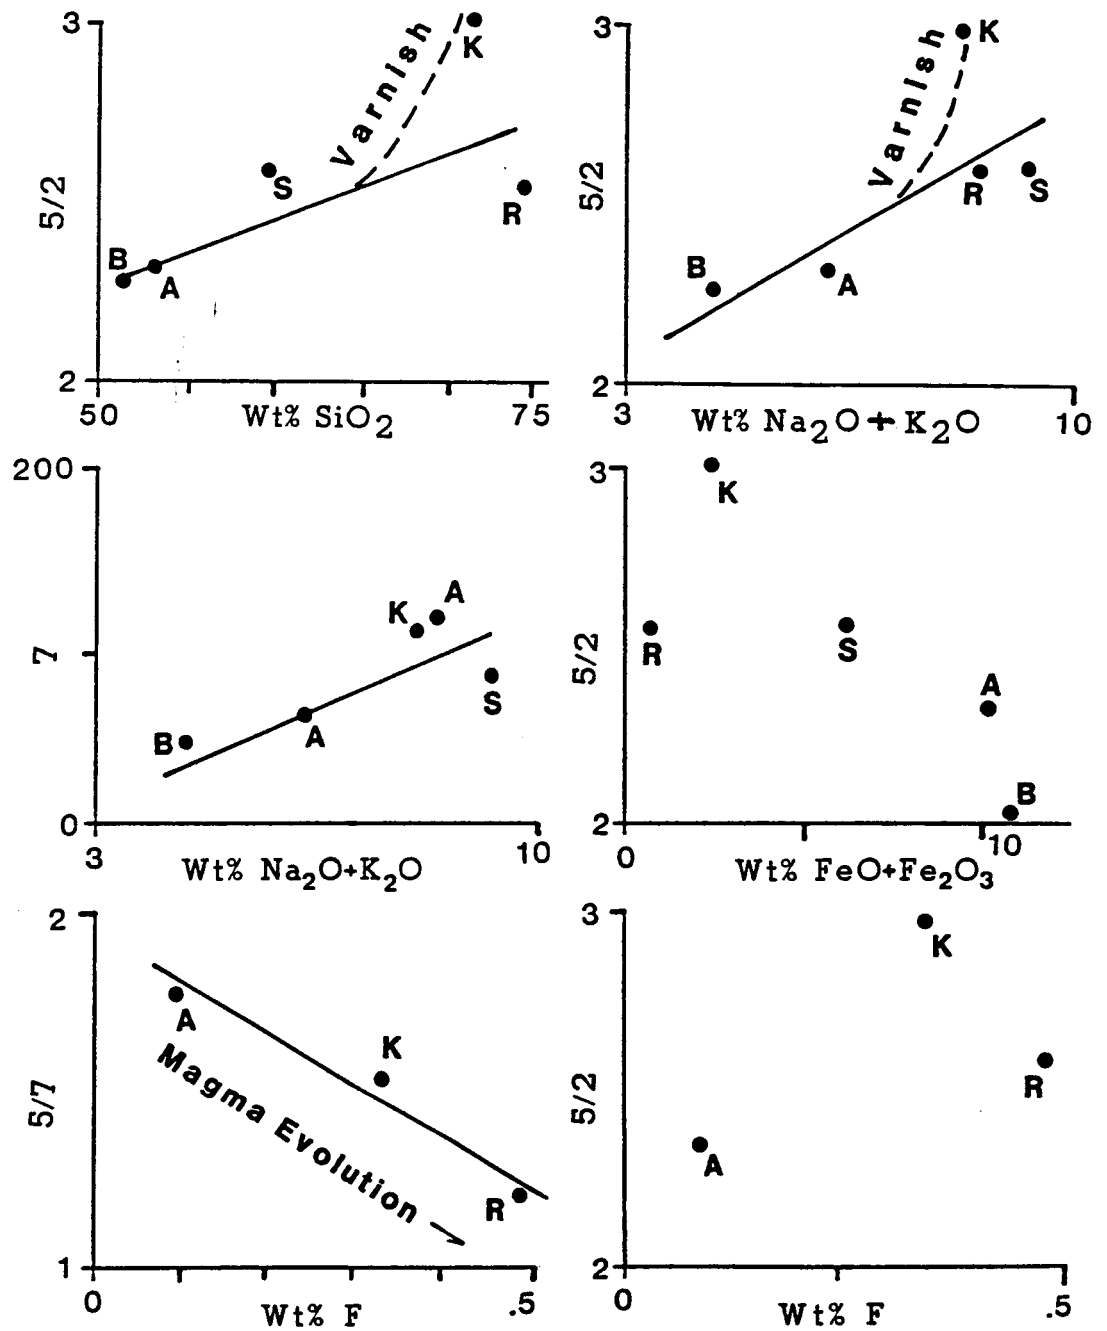 3
5/2
2
50
Wt% SiO2
75
Varnish
K
S
R
B
A
3
5/2
2
3
Wt% Na2O + K2O
10
Varnish
K
R
S
B
A
200
7
0
3
Wt% Na2O+K2O
10
K
A
S
B
A
3
5/2
2
0
Wt% FeO+Fe2O3
10
K
R
S
A
B
2
5/7
1
0
Wt% F
.5
A
K
R
Magma Evolution
3
5/2
2
0
Wt% F
.5
K
R
A